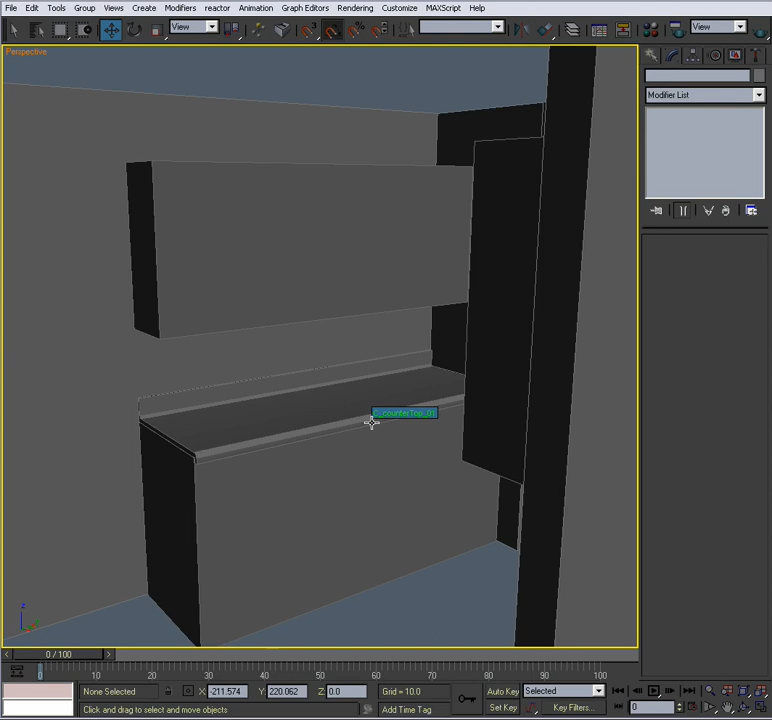 File Edit Tools Group Views Create Modifiers reactor Animation Graph Editors Rendering Customize MAXScript Help
View
View
Perspective
Modifier List
C_counterTop_01
z
0 / 100
0 10 20 30 40 50 60 70 80 90 100
None Selected X: -211.574 Y: 220.062 Z: 0.0 Grid = 10.0 Auto Key Selected
Click and drag to select and move objects Add Time Tag Set Key Key Filters... 0